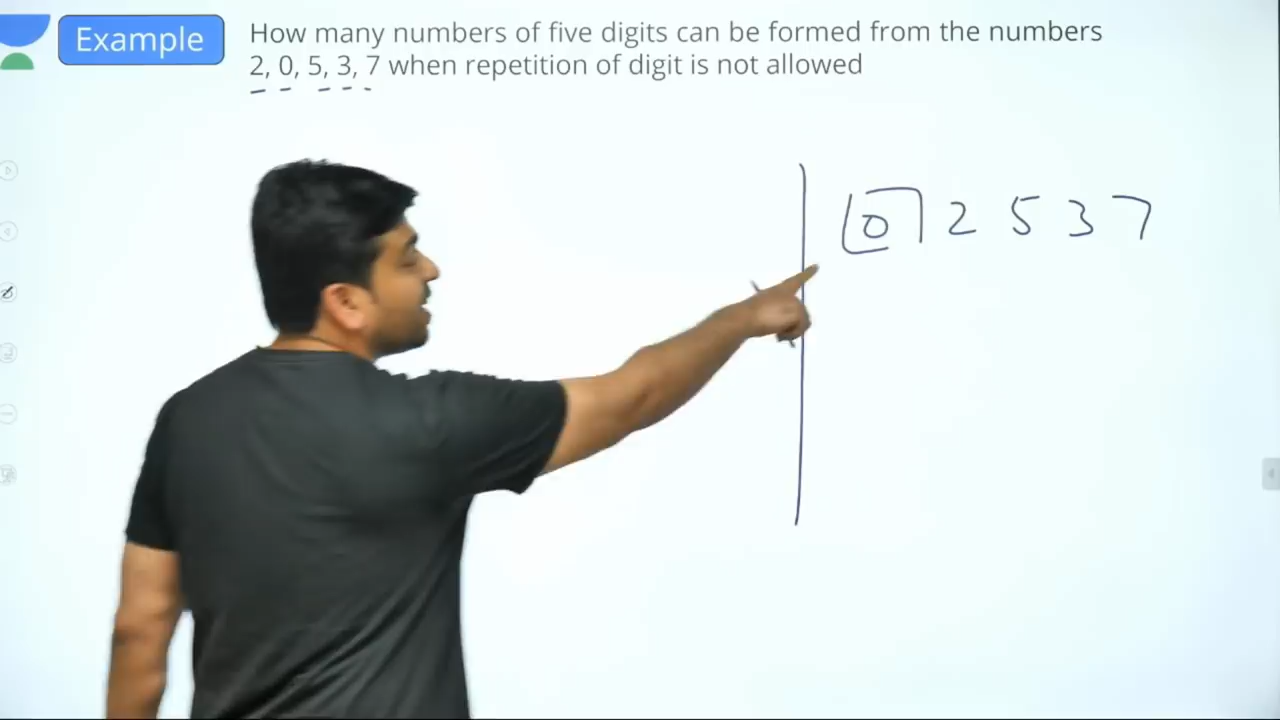 Example
How many numbers of five digits can be formed from the numbers
2, 0, 5, 3, 7 when repetition of digit is not allowed
0 2 5 3 7